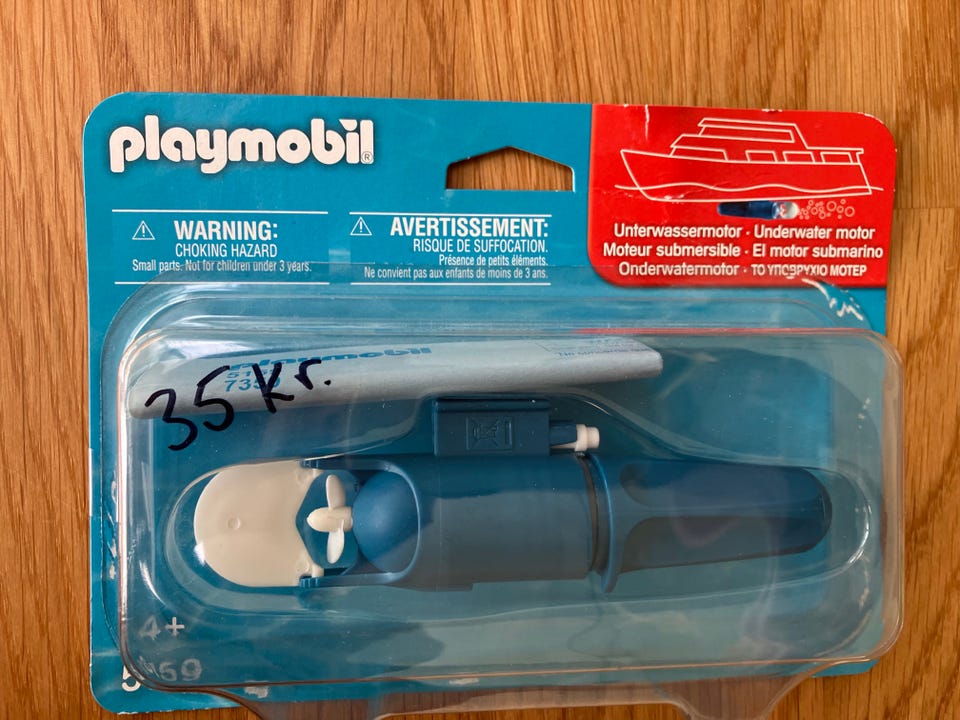 playmobil®
WARNING:
CHOKING HAZARD
Small parts. Not for children under 3 years.
AVERTISSEMENT:
RISQUE DE SUFFOCATION.
Présence de petits éléments.
Ne convient pas aux enfants de moins de 3 ans.
Unterwassermotor · Underwater motor
Moteur submersible · El motor submarino
Onderwatermotor · ΤΟ ΥΠΟΒΡΥΧΙΟ ΜΟΤΕΡ
playmobil
35 kr.
4+